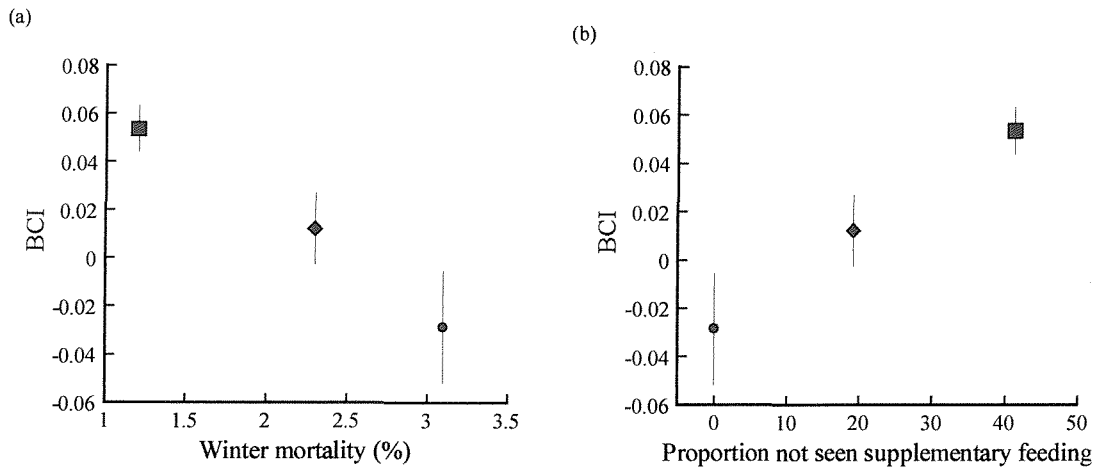 (a)
0.08
0.06
0.04
0.02
0
-0.02
-0.04
-0.06
BCI
1 1.5 2 2.5 3 3.5
Winter mortality (%)
(b)
0.08
0.06
0.04
0.02
0
-0.02
-0.04
-0.06
BCI
0 10 20 30 40 50
Proportion not seen supplementary feeding